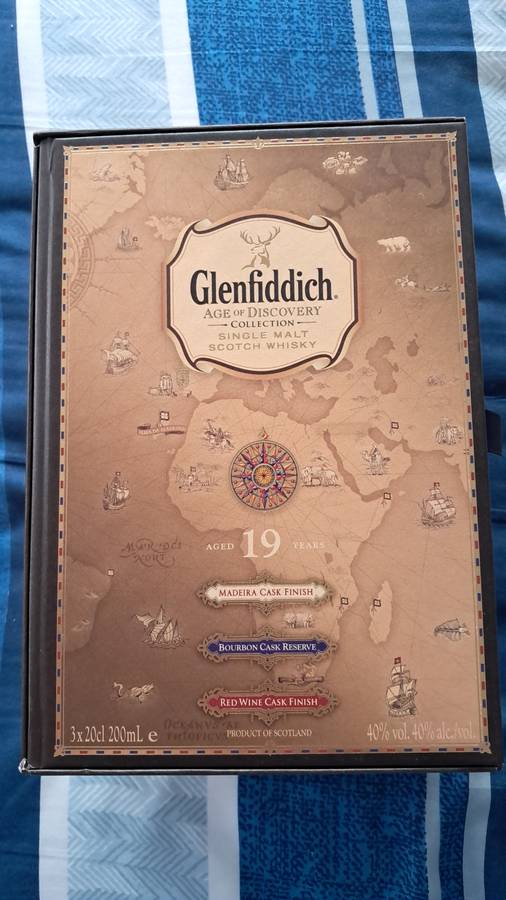 Glenfiddich®
AGE OF DISCOVERY
COLLECTION
SINGLE MALT
SCOTCH WHISKY
AGED 19 YEARS
MADEIRA CASK FINISH
BOURBON CASK RESERVE
RED WINE CASK FINISH
3x20cl 200mL e
PRODUCT OF SCOTLAND
40% vol. 40% alc./vol.